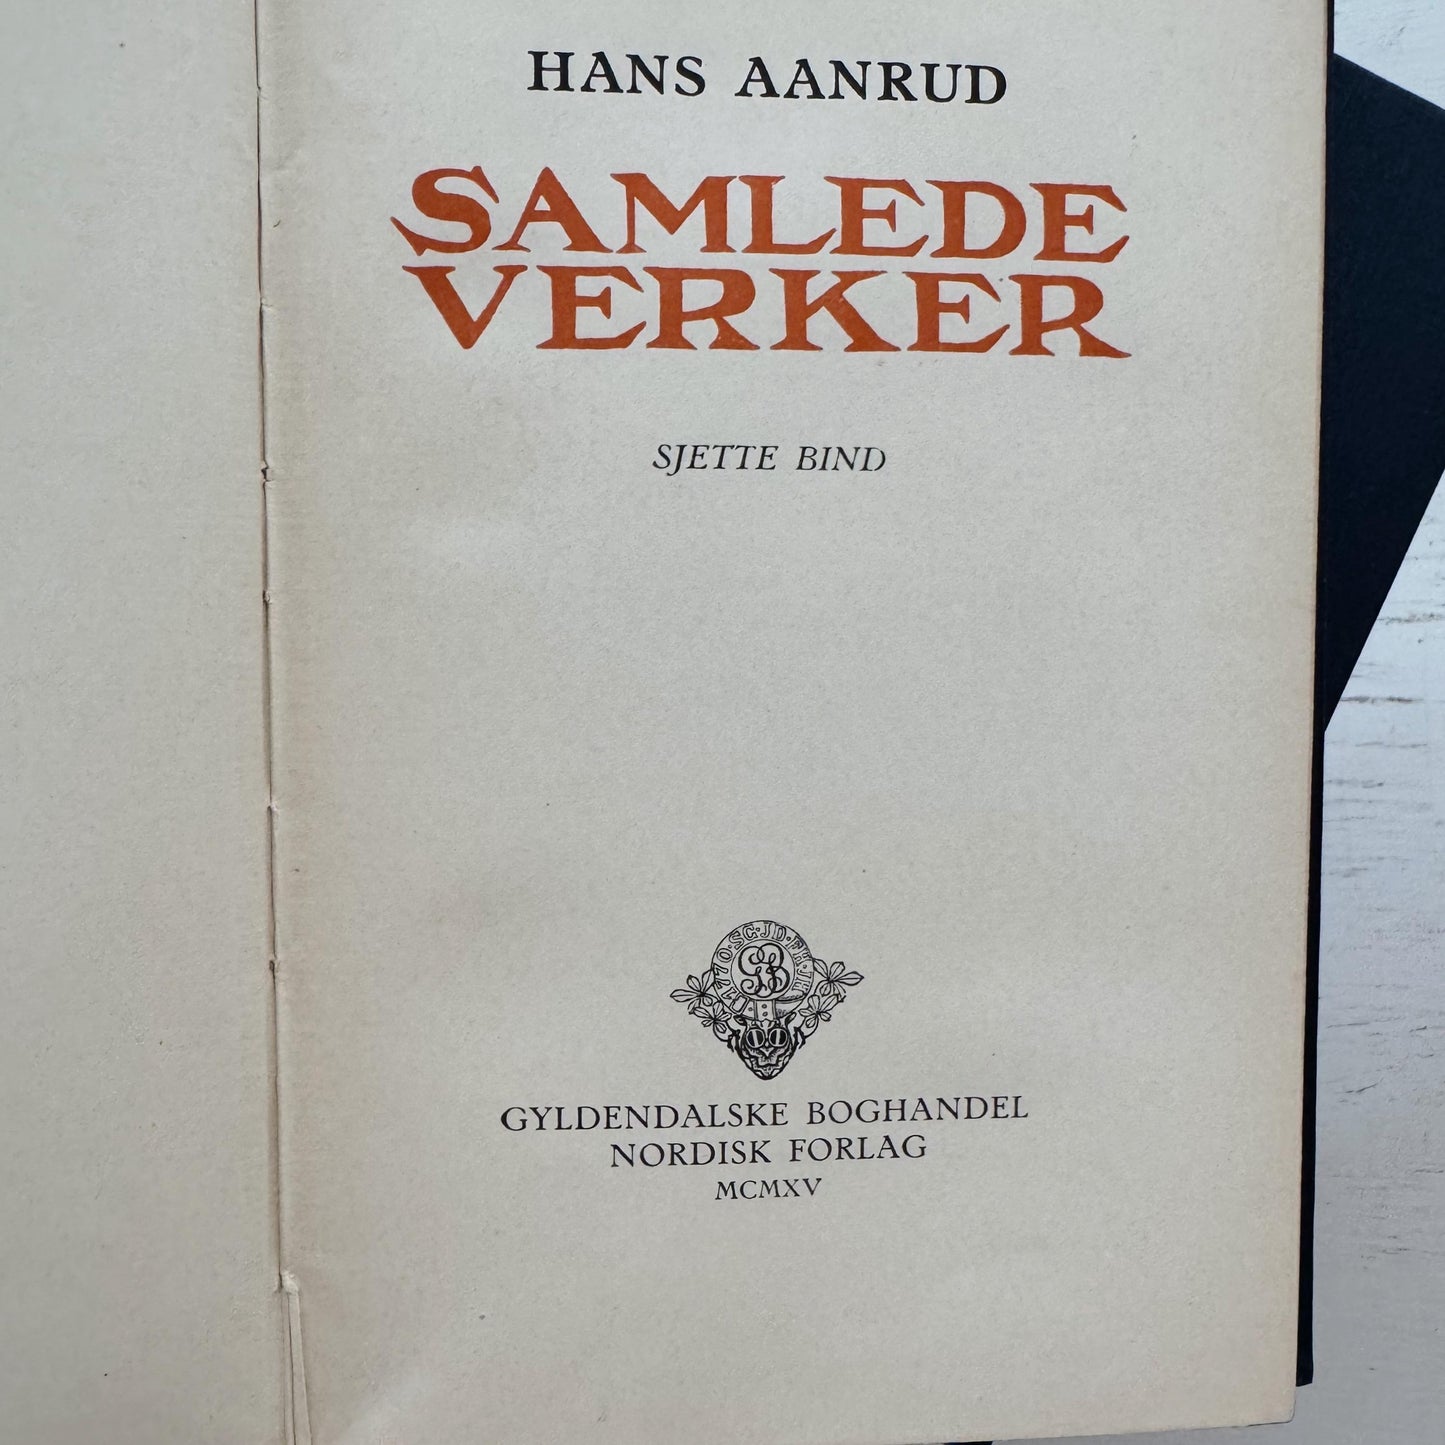 HANS AANRUD
SAMLEDE
VERKER
SJETTE BIND
GYLDENDALSKE BOGHANDEL
NORDISK FORLAG
MCMXV